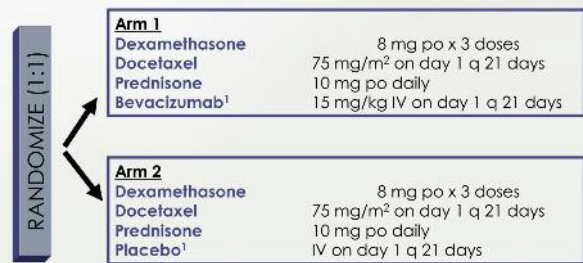 RANDOMIZE (1:1)
Arm 1
Dexamethasone 8 mg po x 3 doses
Docetaxel 75 mg/m² on day 1 q 21 days
Prednisone 10 mg po daily
Bevacizumab¹ 15 mg/kg IV on day 1 q 21 days
Arm 2
Dexamethasone 8 mg po x 3 doses
Docetaxel 75 mg/m² on day 1 q 21 days
Prednisone 10 mg po daily
Placebo¹ IV on day 1 q 21 days